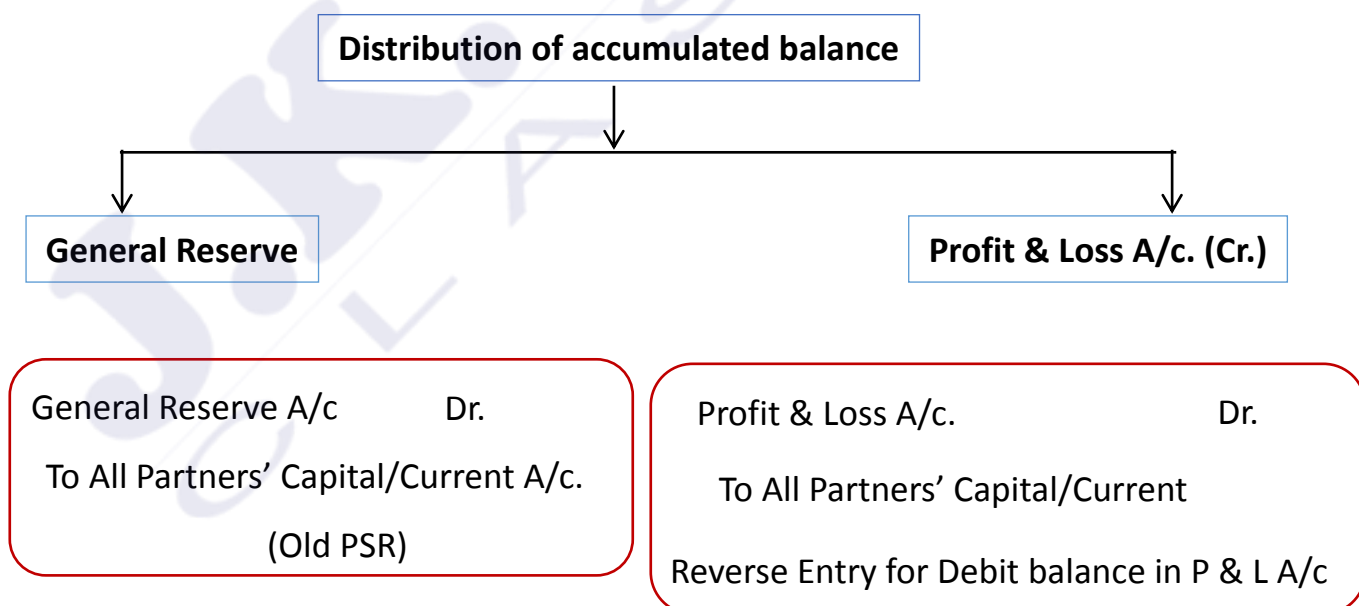 Distribution of accumulated balance
General Reserve
Profit & Loss A/c. (Cr.)
General Reserve A/c Dr.
To All Partners’ Capital/Current A/c.
(Old PSR)
Profit & Loss A/c. Dr.
To All Partners’ Capital/Current
Reverse Entry for Debit balance in P & L A/c
J.K.
CLAS